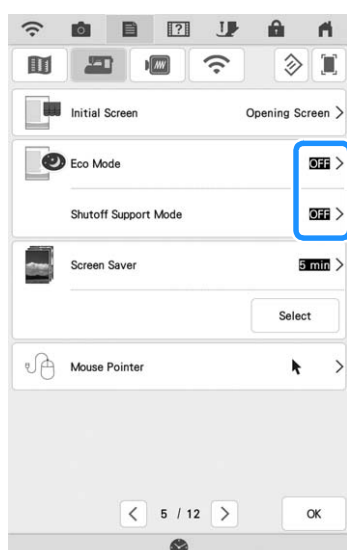 Initial Screen Opening Screen >
Eco Mode OFF >
Shutoff Support Mode OFF >
Screen Saver 5 min >
Select
Mouse Pointer >
< 5 / 12 > OK